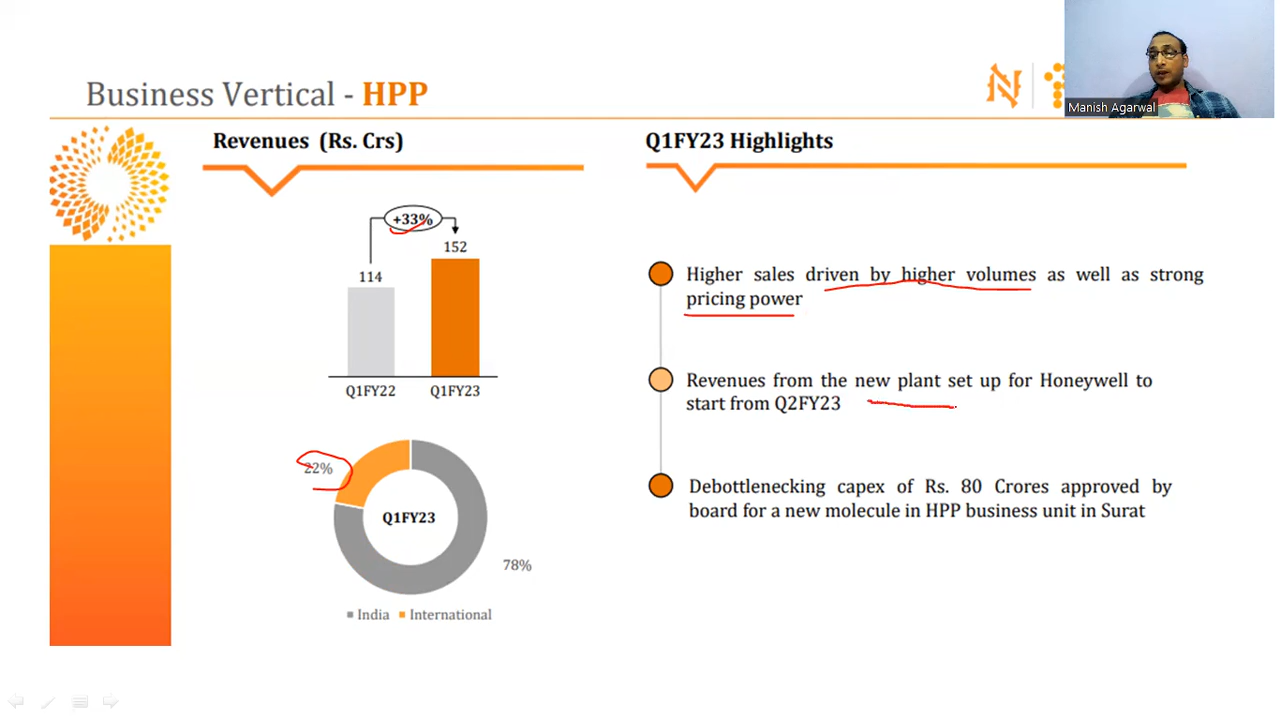 Business Vertical - HPP
Manish Agarwal
Revenues (Rs. Crs)
+33%
152
114
Q1FY22
Q1FY23
22%
Q1FY23
78%
India
International
Q1FY23 Highlights
Higher sales driven by higher volumes as well as strong
pricing power
Revenues from the new plant set up for Honeywell to
start from Q2FY23
Debottlenecking capex of Rs. 80 Crores approved by
board for a new molecule in HPP business unit in Surat